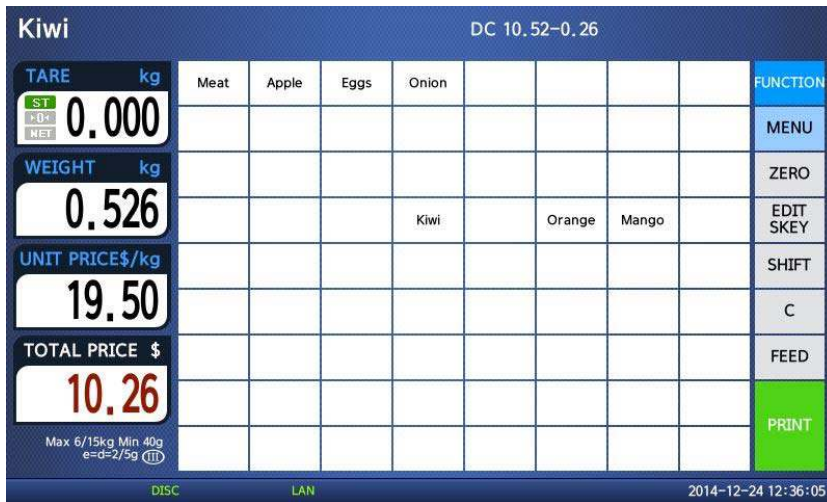 Kiwi
DC 10.52-0.26
TARE kg
ST
▸0◂
NET
0.000
WEIGHT kg
0.526
UNIT PRICE$/kg
19.50
TOTAL PRICE $
10.26
Max 6/15kg Min 40g
e=d=2/5g III
Meat Apple Eggs Onion
Kiwi Orange Mango
FUNCTION
MENU
ZERO
EDIT
SKEY
SHIFT
C
FEED
PRINT
DISC LAN 2014-12-24 12:36:05